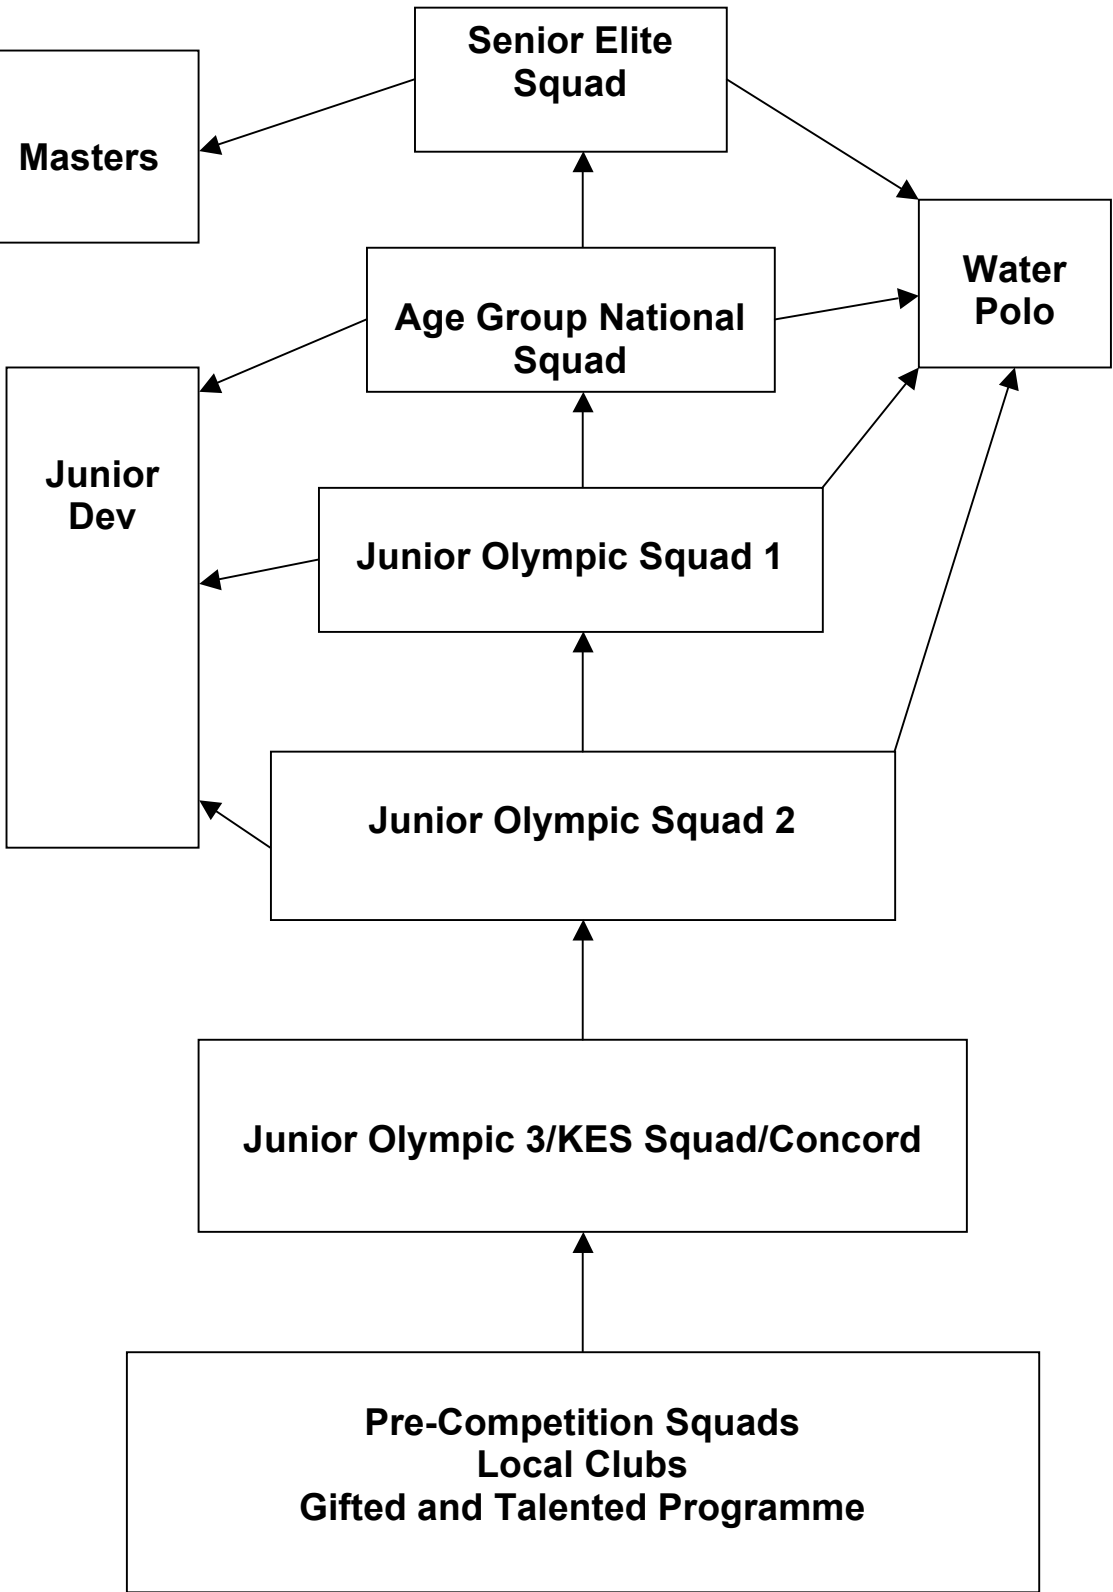 Senior Elite
Squad
Masters
Water
Polo
Age Group National
Squad
Junior
Dev
Junior Olympic Squad 1
Junior Olympic Squad 2
Junior Olympic 3/KES Squad/Concord
Pre-Competition Squads
Local Clubs
Gifted and Talented Programme